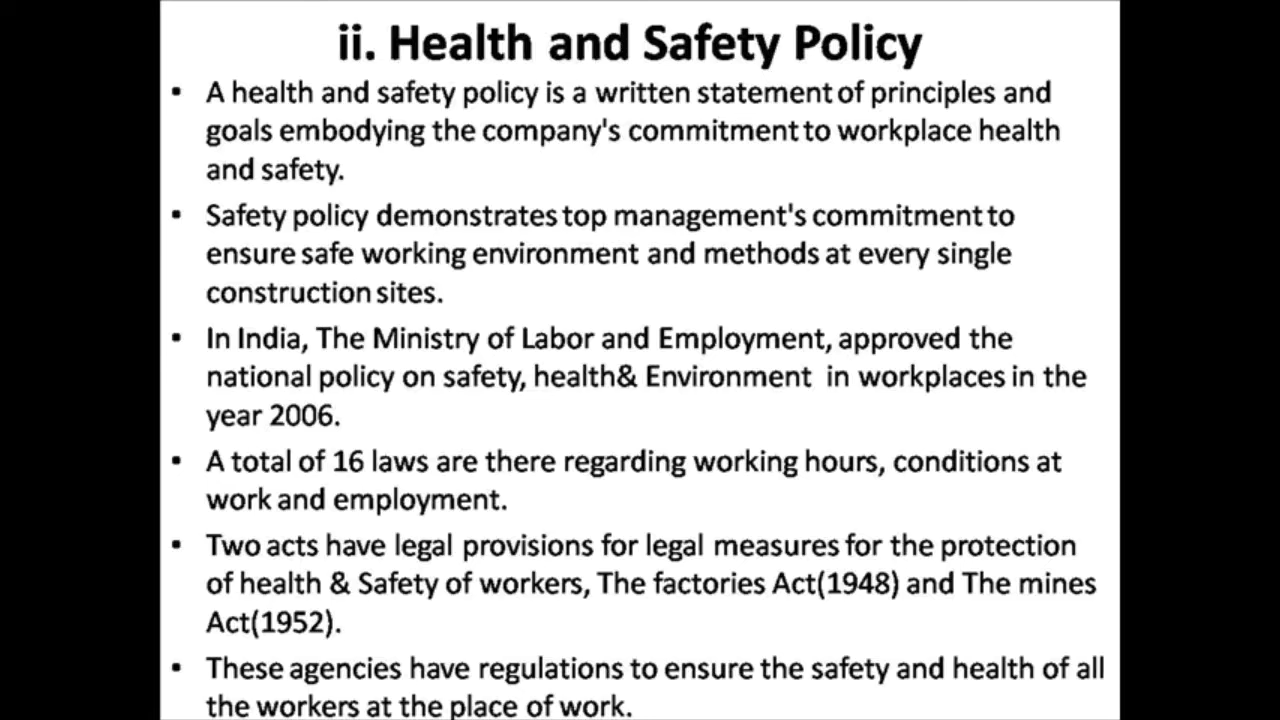 ii. Health and Safety Policy
• A health and safety policy is a written statement of principles and
goals embodying the company's commitment to workplace health
and safety.
• Safety policy demonstrates top management's commitment to
ensure safe working environment and methods at every single
construction sites.
• In India, The Ministry of Labor and Employment, approved the
national policy on safety, health& Environment in workplaces in the
year 2006.
• A total of 16 laws are there regarding working hours, conditions at
work and employment.
• Two acts have legal provisions for legal measures for the protection
of health & Safety of workers, The factories Act(1948) and The mines
Act(1952).
• These agencies have regulations to ensure the safety and health of all
the workers at the place of work.